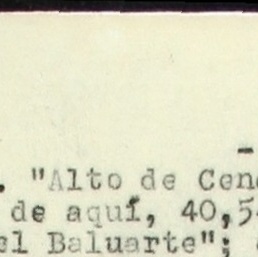 -
. "Alto de Cen
de aquí, 40,5
el Baluarte";